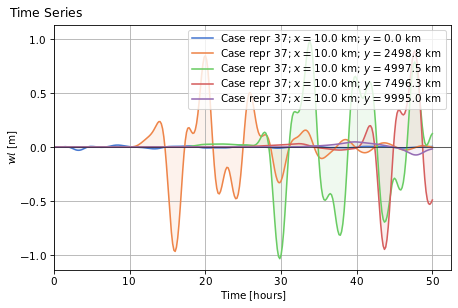 Time Series
Case repr 37; x = 10.0 km; y = 0.0 km
Case repr 37; x = 10.0 km; y = 2498.8 km
Case repr 37; x = 10.0 km; y = 4997.5 km
Case repr 37; x = 10.0 km; y = 7496.3 km
Case repr 37; x = 10.0 km; y = 9995.0 km
1.0
0.5
0.0
−0.5
−1.0
wl [m]
0 10 20 30 40 50
Time [hours]